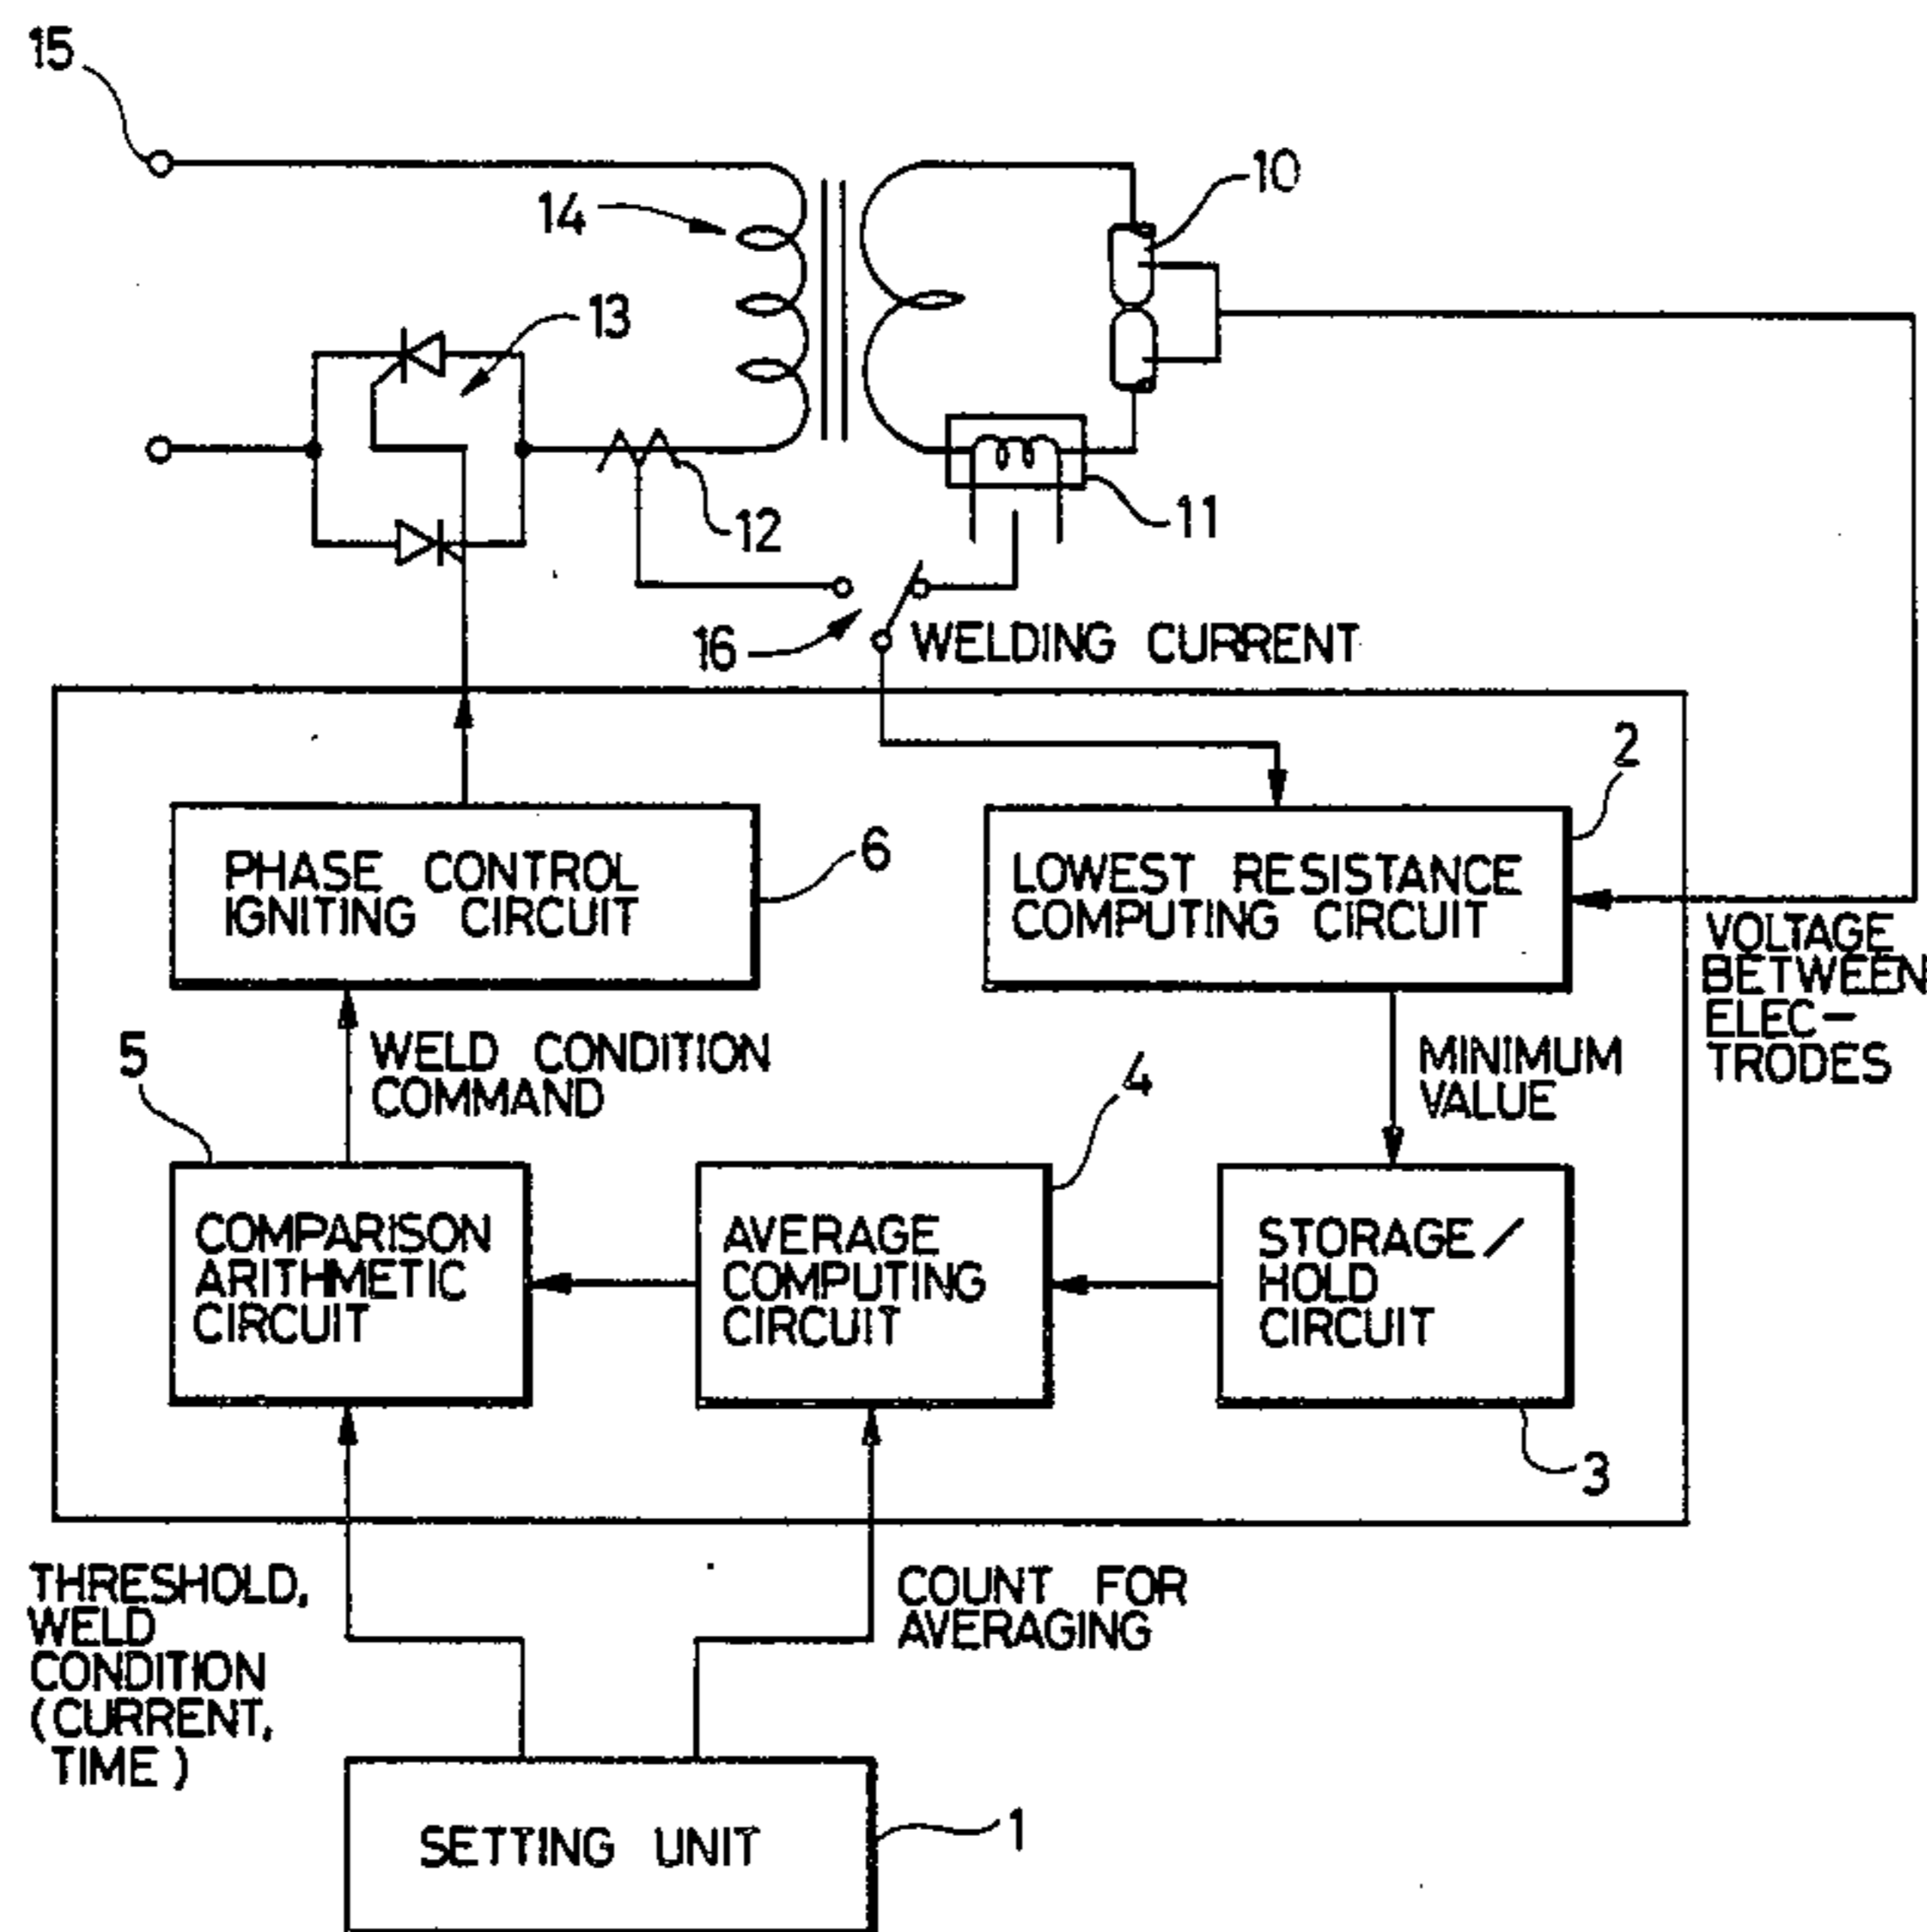 15
14
10
13
12
11
16
WELDING CURRENT
2
PHASE CONTROL
IGNITING CIRCUIT
6
LOWEST RESISTANCE
COMPUTING CIRCUIT
VOLTAGE
BETWEEN
ELEC-
TRODES
5
WELD CONDITION
COMMAND
4
MINIMUM
VALUE
COMPARISON
ARITHMETIC
CIRCUIT
AVERAGE
COMPUTING
CIRCUIT
STORAGE/
HOLD
CIRCUIT
3
THRESHOLD,
WELD
CONDITION
(CURRENT,
TIME)
COUNT FOR
AVERAGING
SETTING UNIT
1